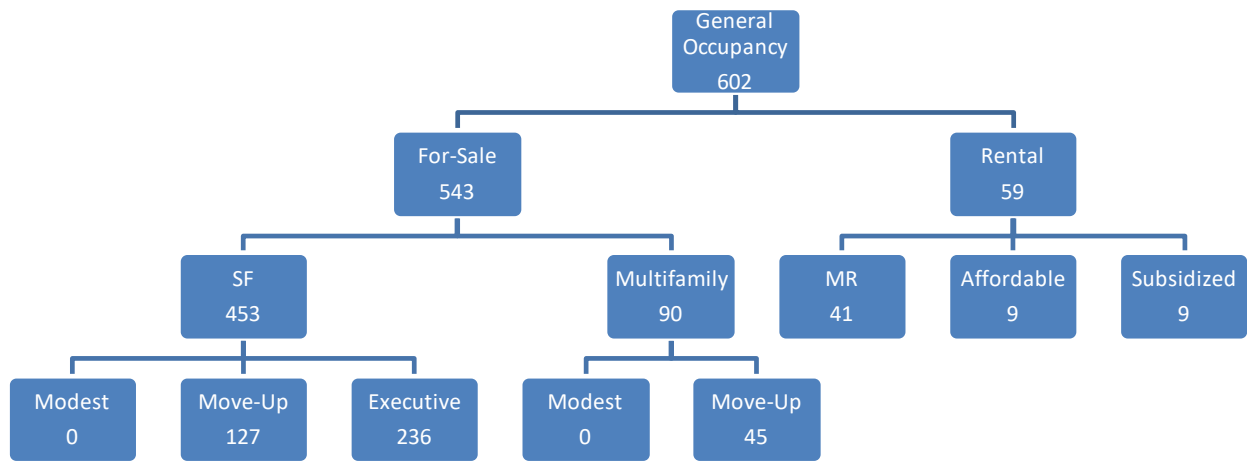 General
Occupancy
602
For-Sale
543
Rental
59
SF
453
Multifamily
90
MR
41
Affordable
9
Subsidized
9
Modest
0
Move-Up
127
Executive
236
Modest
0
Move-Up
45